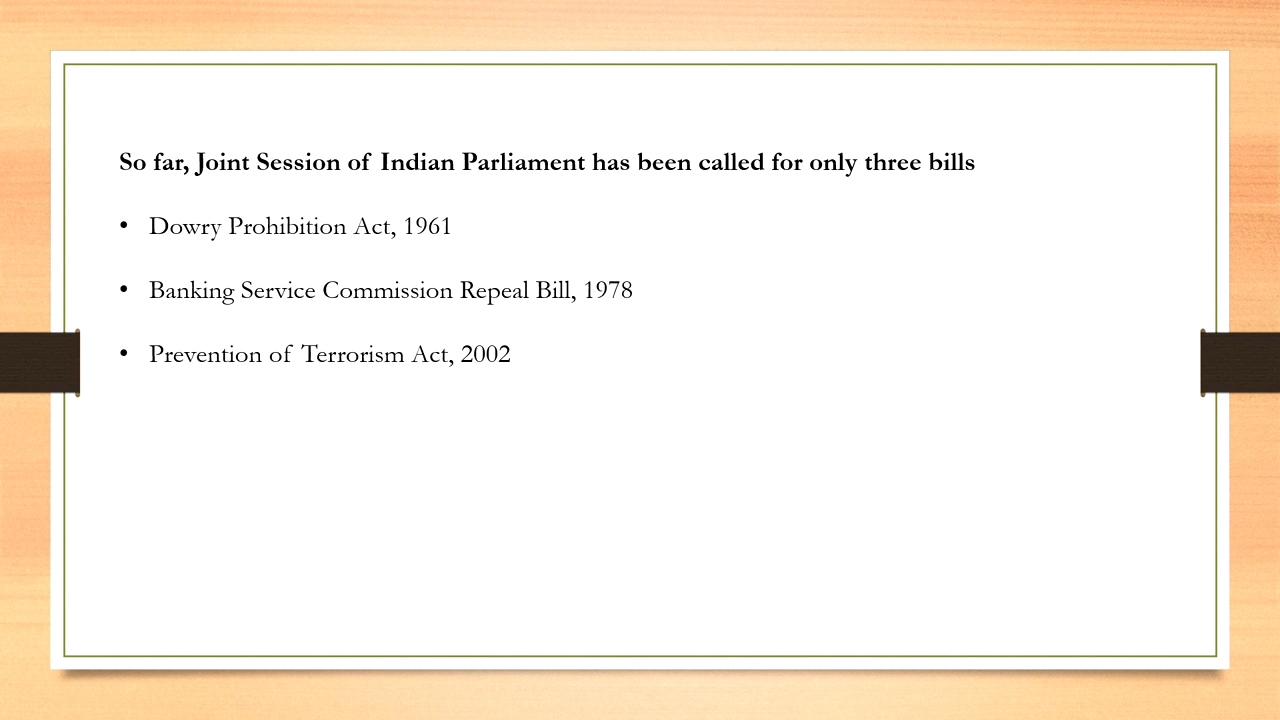 So far, Joint Session of Indian Parliament has been called for only three bills
• Dowry Prohibition Act, 1961
• Banking Service Commission Repeal Bill, 1978
• Prevention of Terrorism Act, 2002